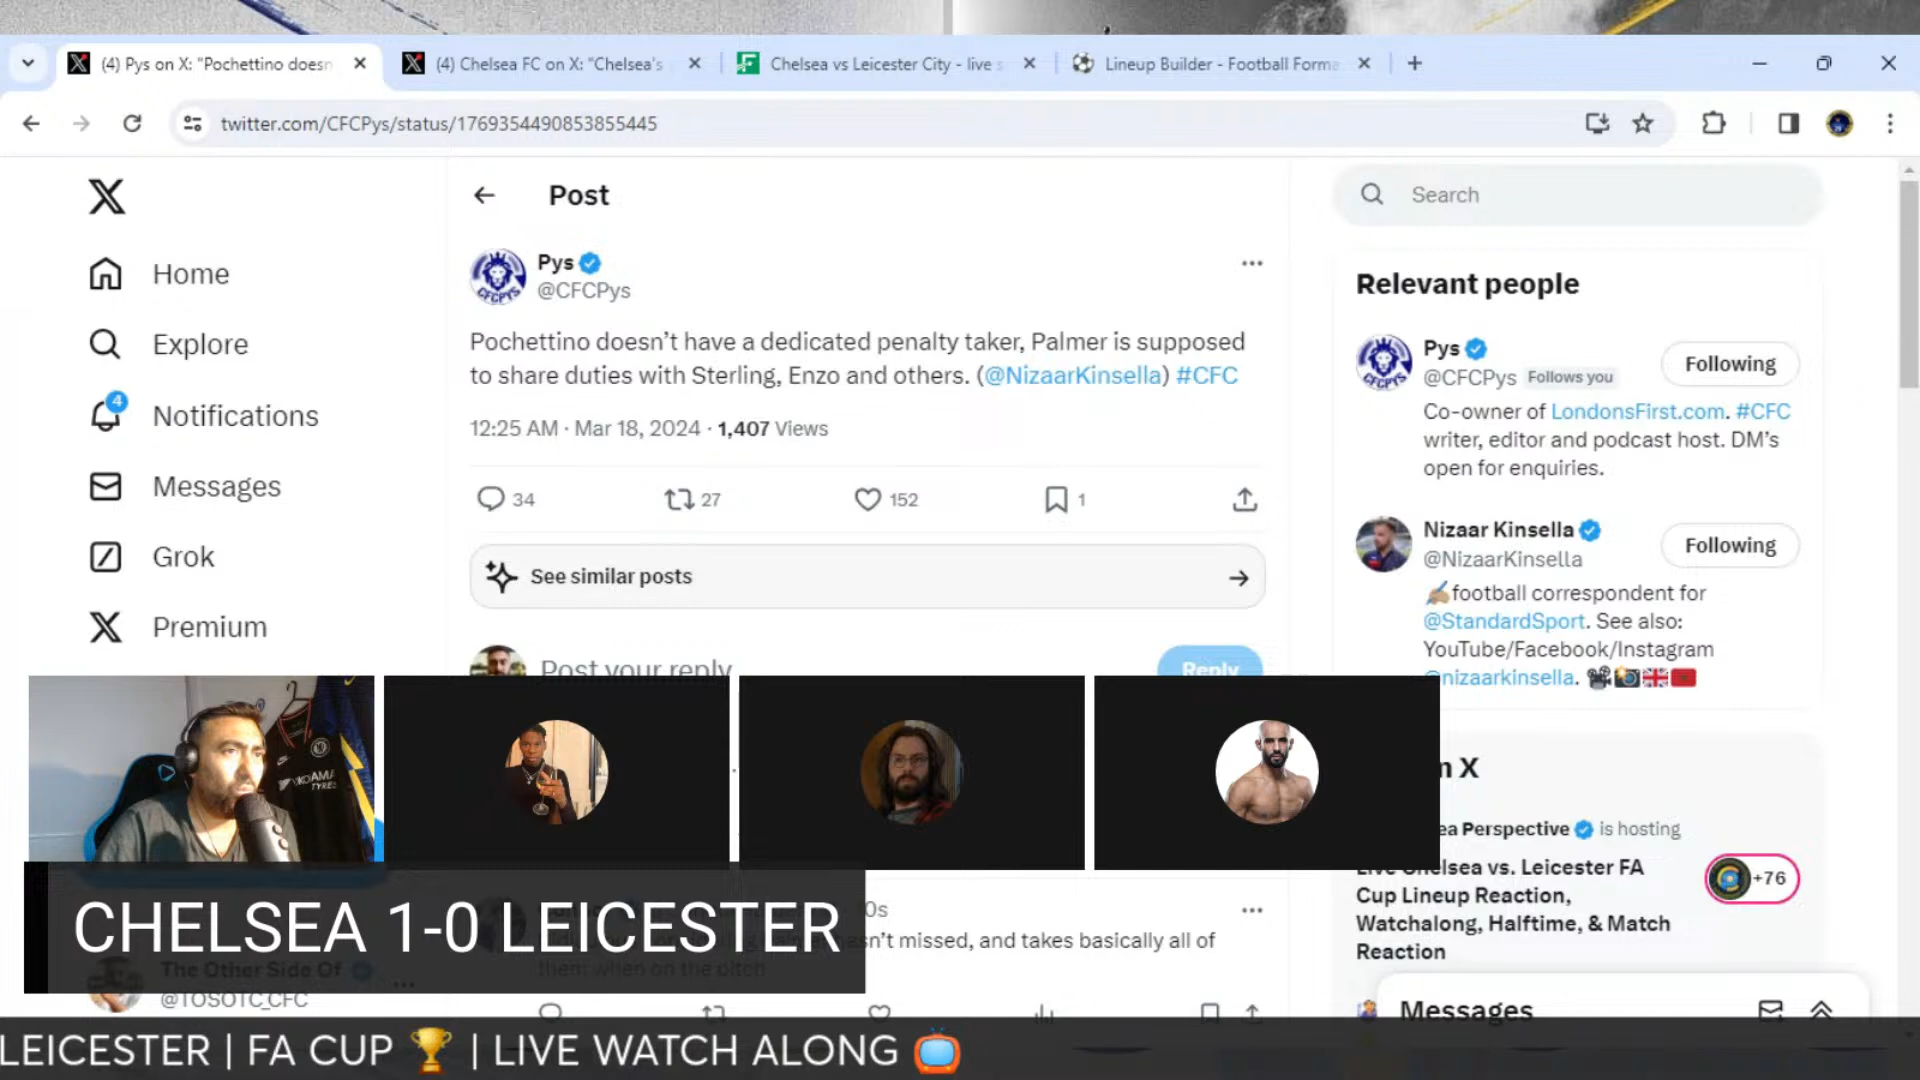 (4) Pys on X: "Pochettino doesn
(4) Chelsea FC on X: "Chelsea's
Chelsea vs Leicester City - live s
Lineup Builder - Football Forma
twitter.com/CFCPys/status/1769354490853855445
Post
Search
Home
Explore
Notifications
4
Messages
Grok
Premium
Pys
@CFCPys
Pochettino doesn't have a dedicated penalty taker, Palmer is supposed
to share duties with Sterling, Enzo and others. (@NizaarKinsella) #CFC
12:25 AM · Mar 18, 2024 · 1,407 Views
34
27
152
1
See similar posts
Post your reply
Reply
Relevant people
Pys
@CFCPys Follows you
Following
Co-owner of LondonsFirst.com. #CFC
writer, editor and podcast host. DM's
open for enquiries.
Nizaar Kinsella
@NizaarKinsella
Following
football correspondent for
@StandardSport. See also:
YouTube/Facebook/Instagram
nizaarkinsella.
n X
ea Perspective is hosting
Live Chelsea vs. Leicester FA
Cup Lineup Reaction,
Watchalong, Halftime, & Match
Reaction
+76
CHELSEA 1-0 LEICESTER
0s
n't missed, and takes basically all of
them when on the pitch
The Other Side Of
@TOSOTC_CFC
Messages
LEICESTER | FA CUP 🏆 | LIVE WATCH ALONG 📺